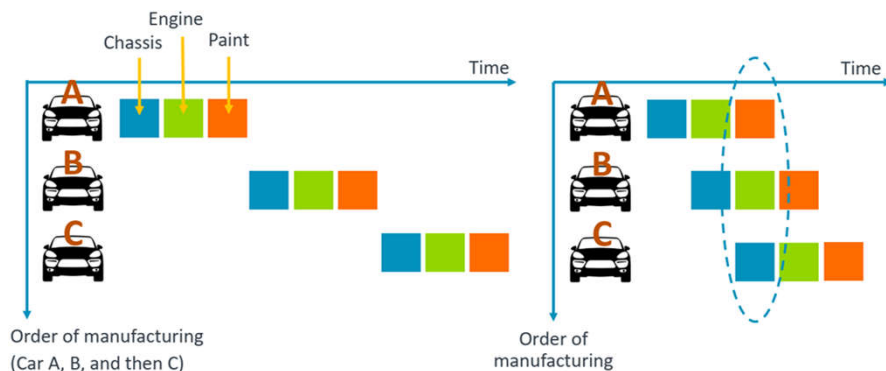 Engine
Chassis
Paint
Time
A
B
C
Order of manufacturing
(Car A, B, and then C)
Time
A
B
C
Order of
manufacturing